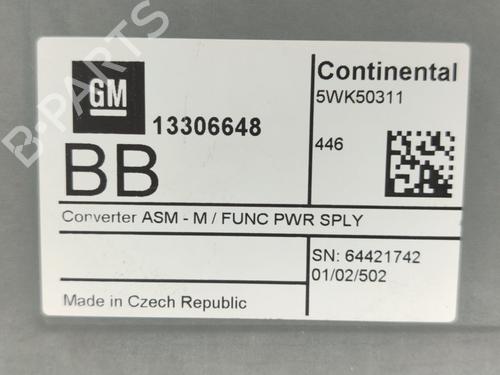 GM
13306648
BB
Converter ASM - M / FUNC PWR SPLY
Made in Czech Republic
Continental
5WK50311
446
SN: 64421742
01/02/502
B-PARTS